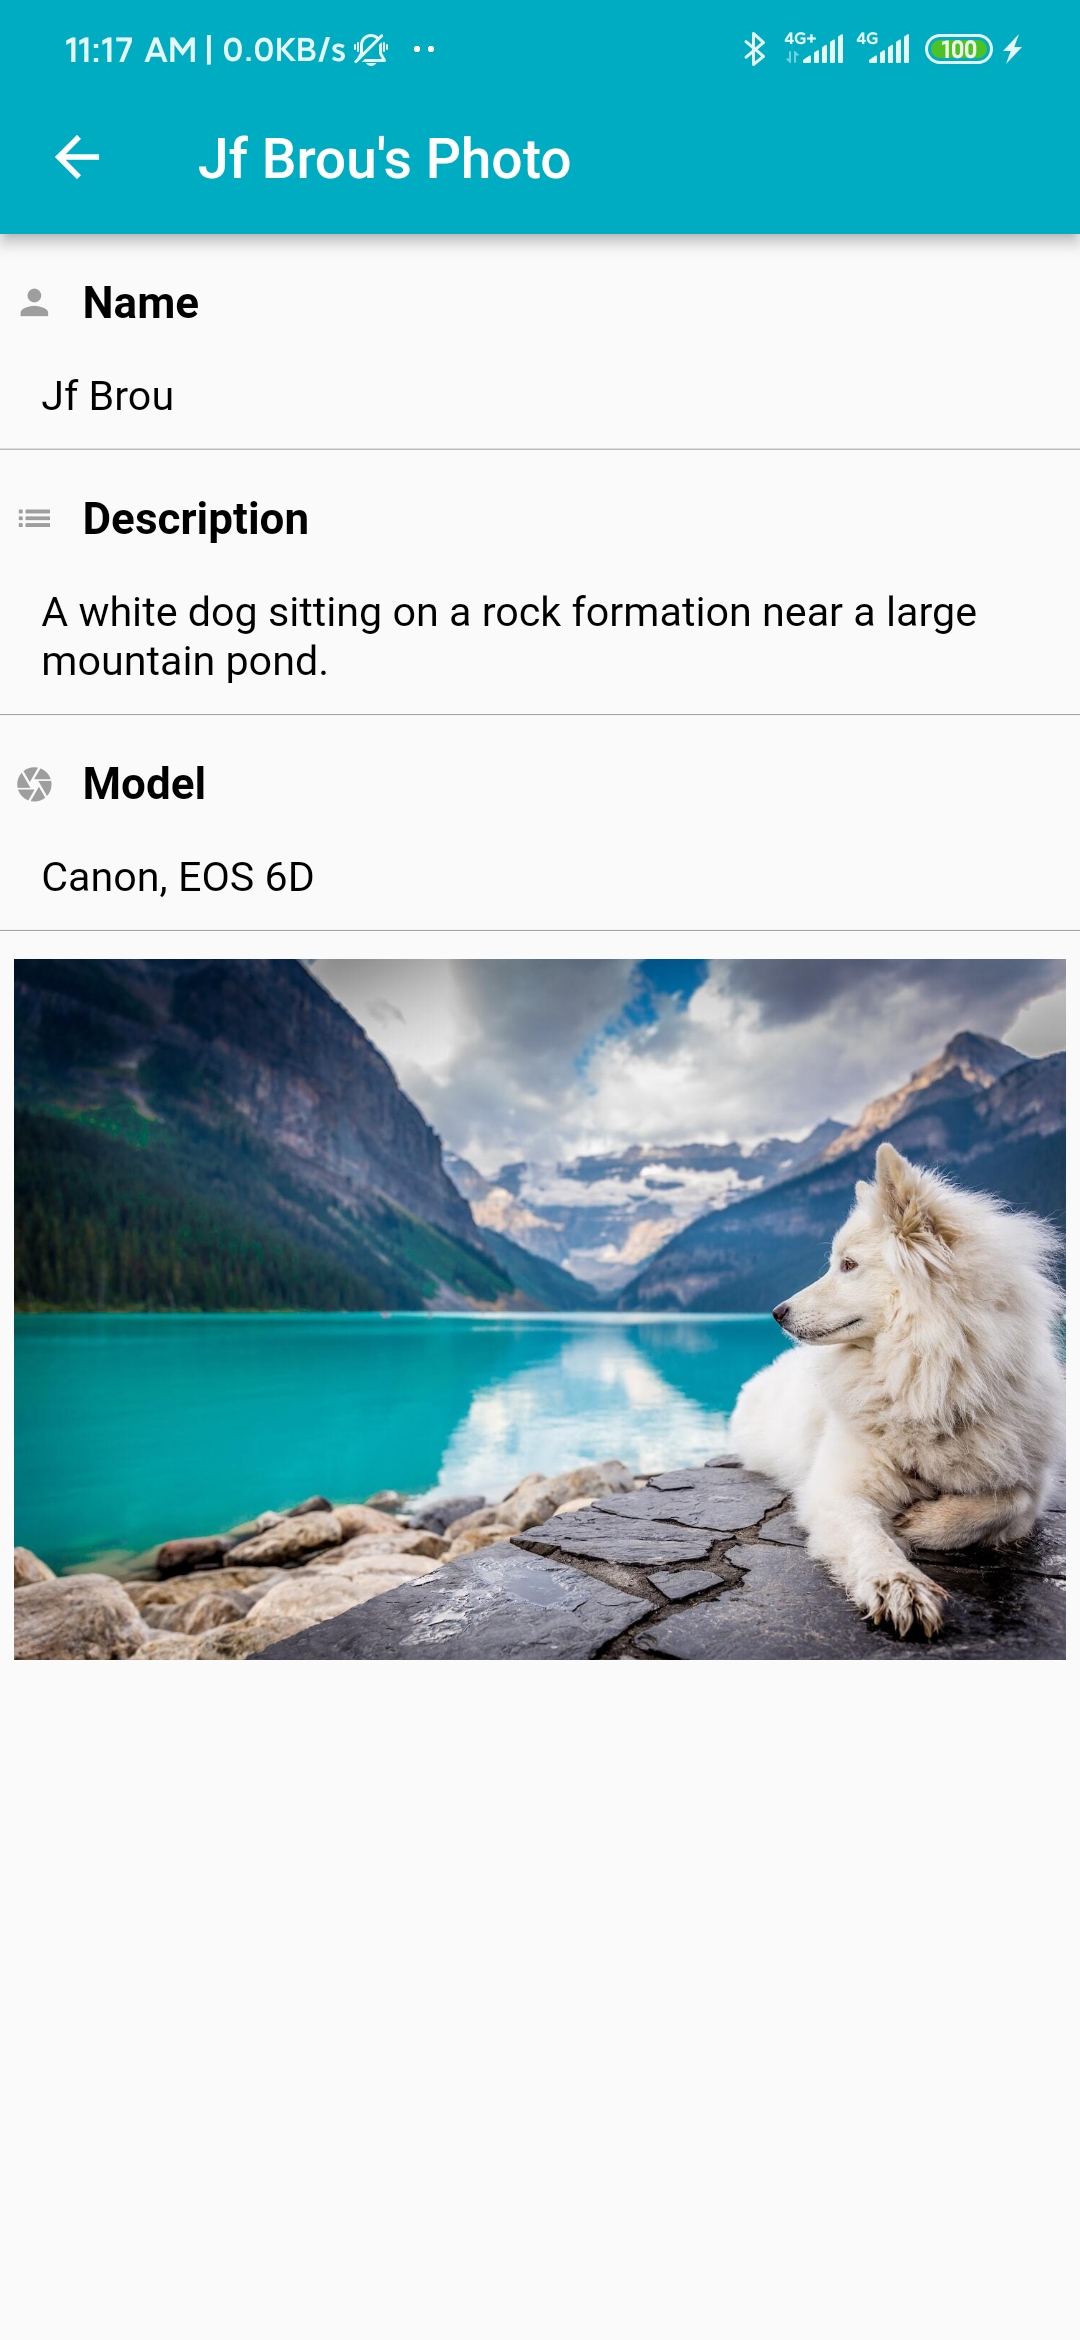 11:17 AM | 0.0KB/s 4G+ 4G 100
Jf Brou's Photo
Name
Jf Brou
Description
A white dog sitting on a rock formation near a large
mountain pond.
Model
Canon, EOS 6D